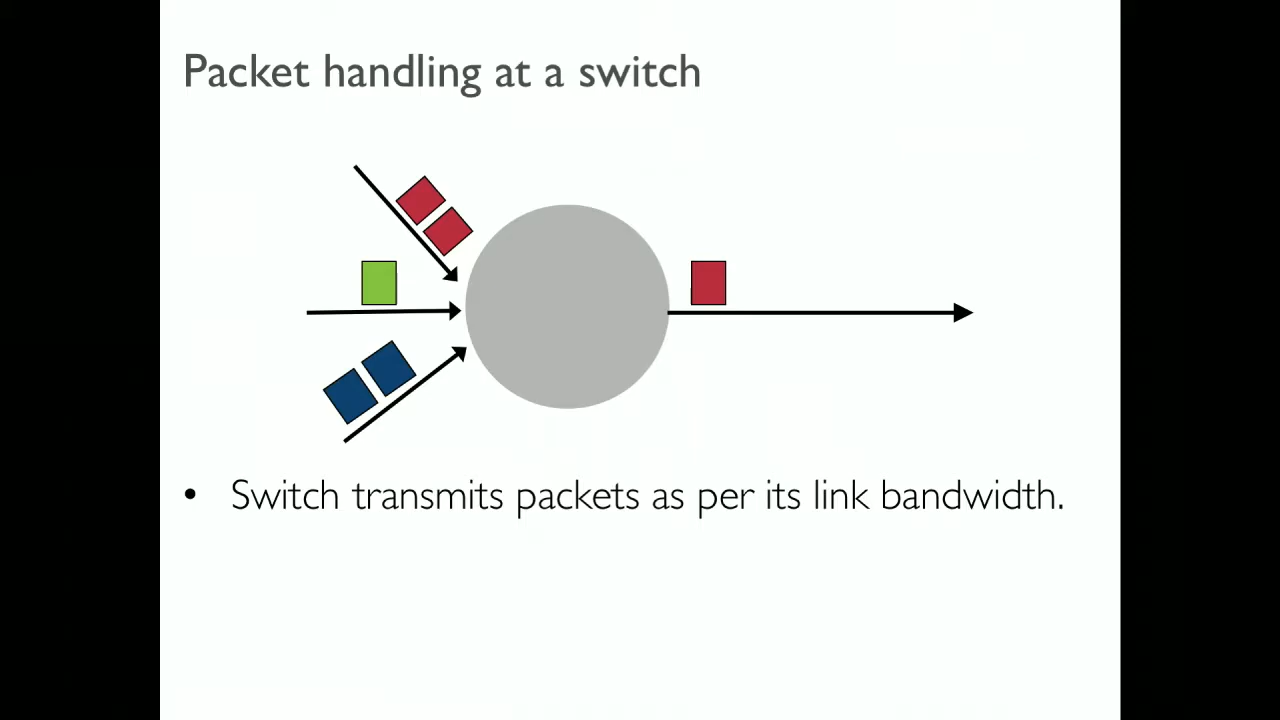 Packet handling at a switch
• Switch transmits packets as per its link bandwidth.